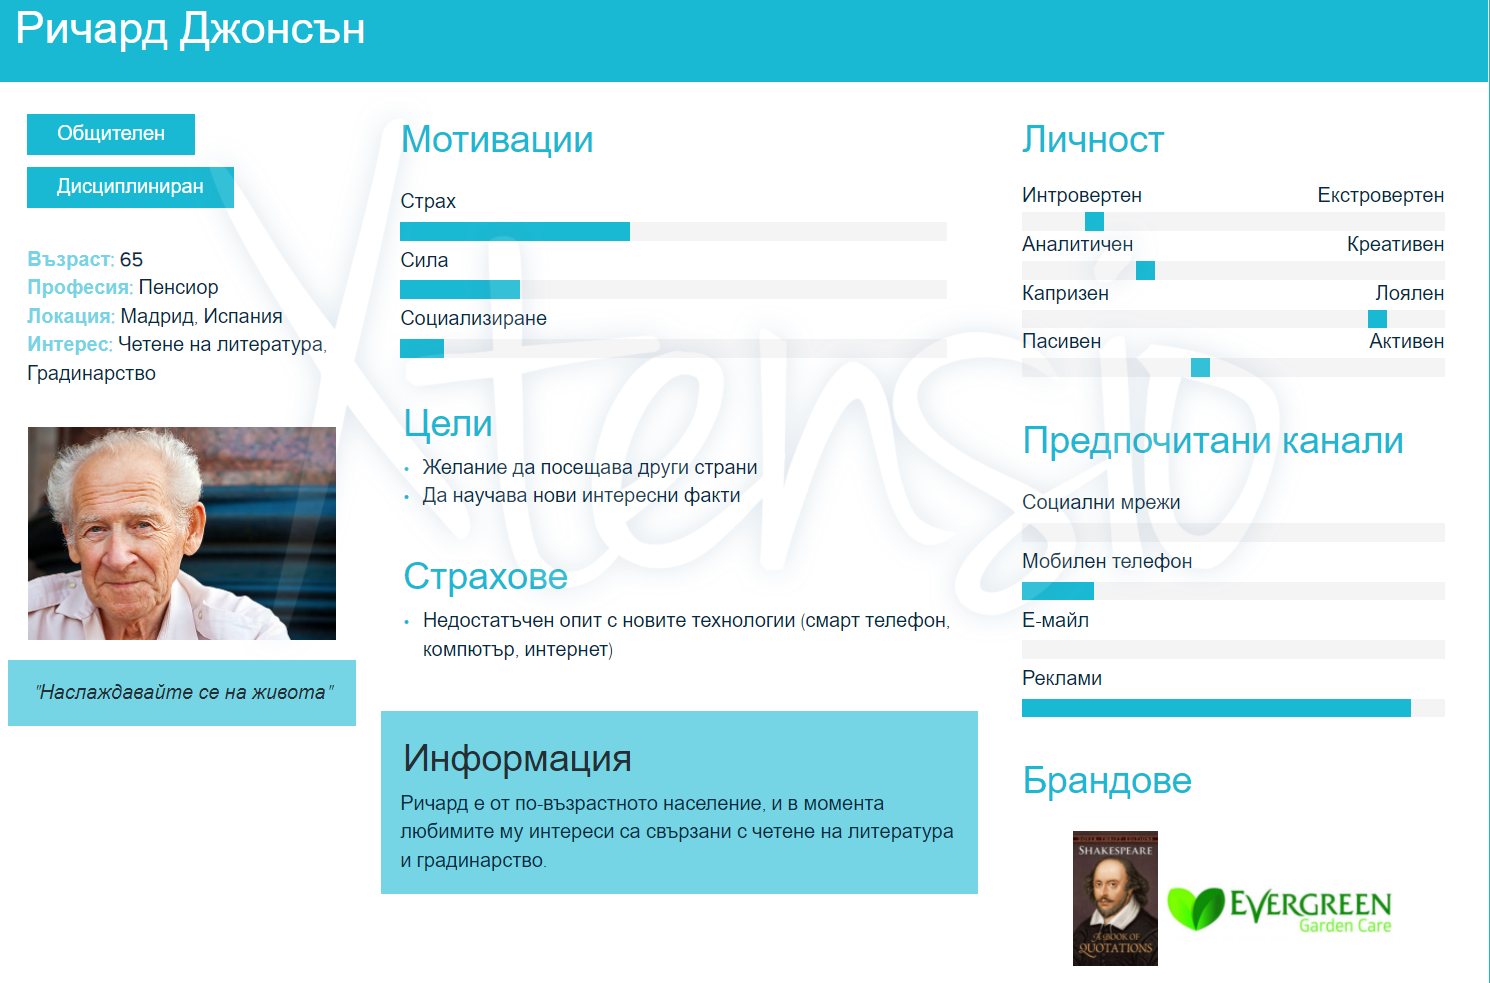 Ричард Джонсън
Общителен
Дисциплиниран
Възраст: 65
Професия: Пенсиор
Локация: Мадрид, Испания
Интерес: Четене на литература,
Градинарство
"Наслаждавайте се на живота"
Мотивации
Страх
Сила
Социализиране
Цели
• Желание да посещава други страни
• Да научава нови интересни факти
Страхове
• Недостатъчен опит с новите технологии (смарт телефон,
компютър, интернет)
Информация
Ричард е от по-възрастното население, и в момента
любимите му интереси са свързани с четене на литература
и градинарство.
Личност
Интровертен Екстровертен
Аналитичен Креативен
Капризен Лоялен
Пасивен Активен
Предпочитани канали
Социални мрежи
Мобилен телефон
Е-майл
Реклами
Брандове
SHAKESPEARE
A BOOK OF
QUOTATIONS
EVERGREEN
Garden Care
Xtensio